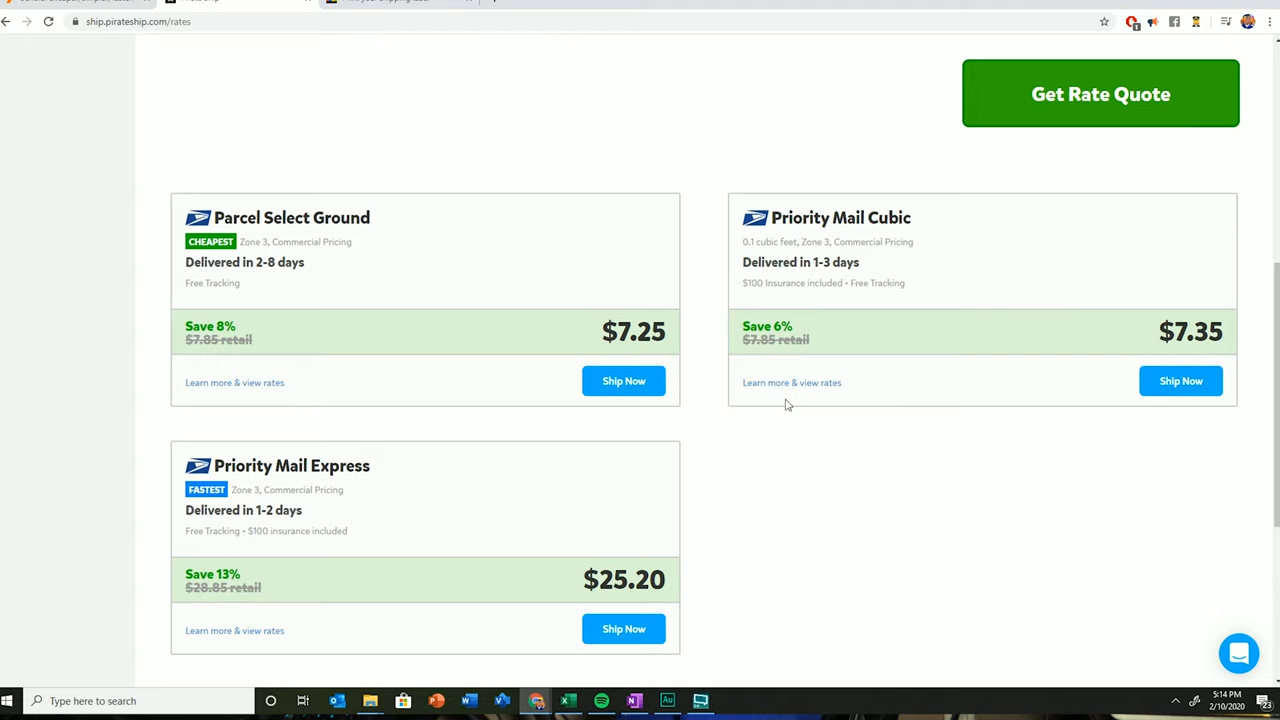 ship.pirateship.com/rates
Get Rate Quote
Parcel Select Ground
CHEAPEST Zone 3, Commercial Pricing
Delivered in 2-8 days
Free Tracking
Save 8%
$7.85 retail
$7.25
Learn more & view rates
Ship Now
Priority Mail Cubic
0.1 cubic feet, Zone 3, Commercial Pricing
Delivered in 1-3 days
$100 Insurance included • Free Tracking
Save 6%
$7.85 retail
$7.35
Learn more & view rates
Ship Now
Priority Mail Express
FASTEST Zone 3, Commercial Pricing
Delivered in 1-2 days
Free Tracking • $100 insurance included
Save 13%
$28.85 retail
$25.20
Learn more & view rates
Ship Now
Type here to search
5:14 PM
2/10/2020
23